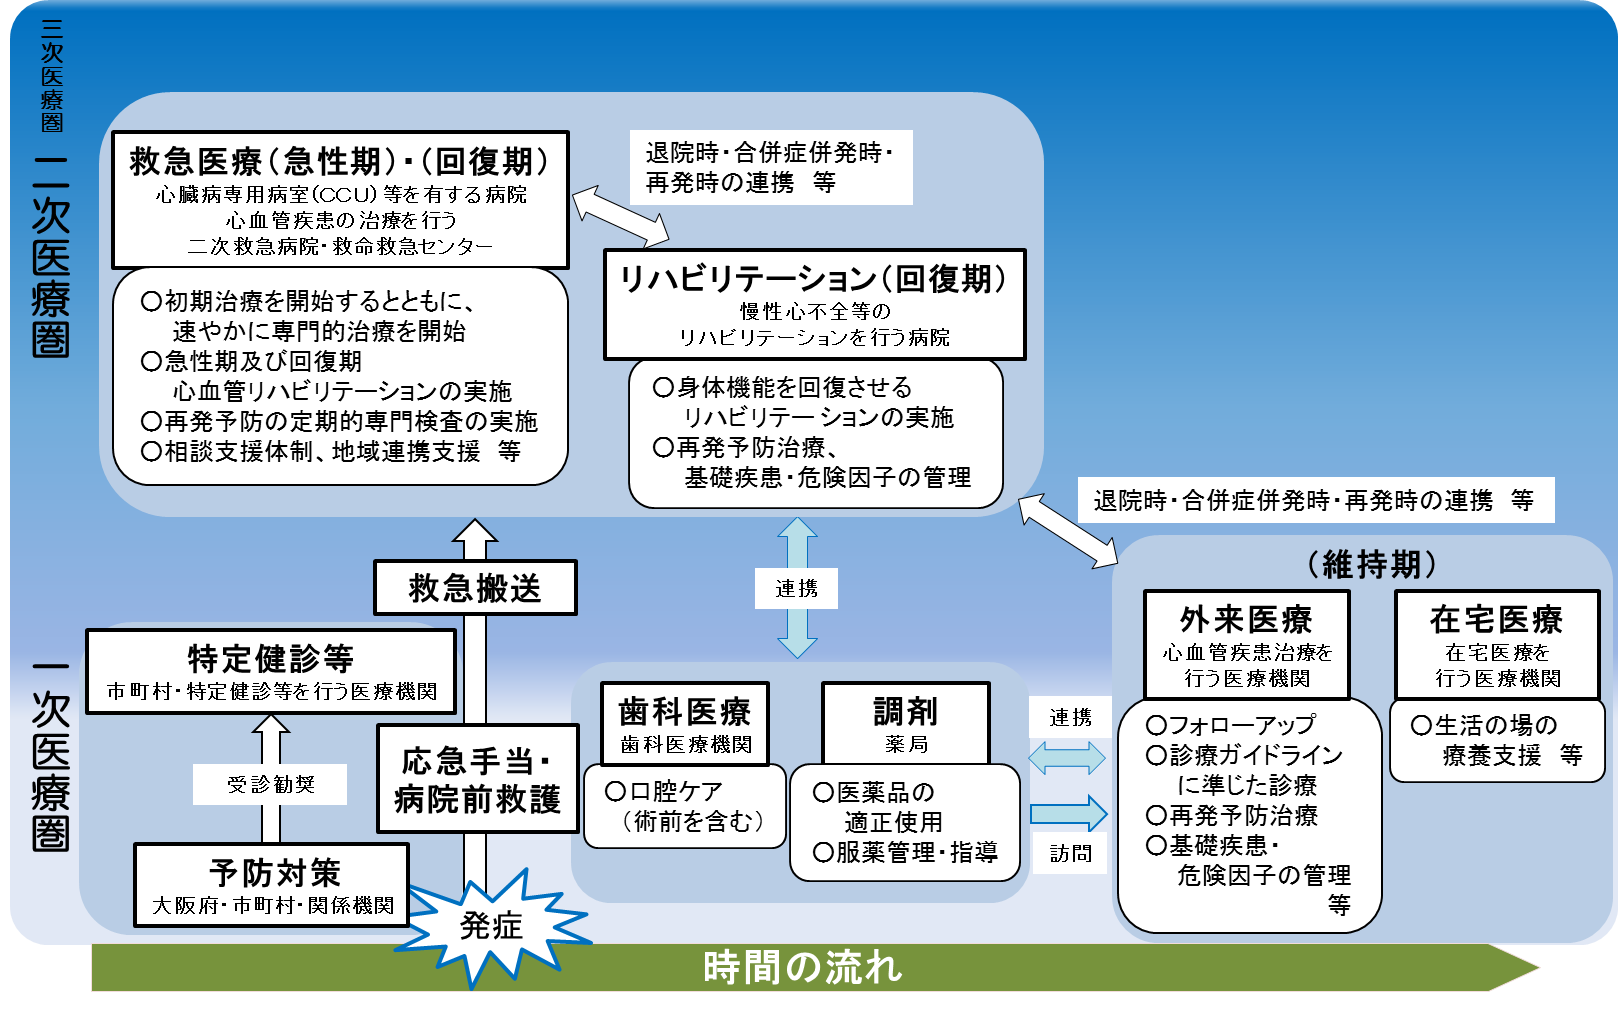 三次医療圏
二次医療圏
一次医療圏
救急医療（急性期）・（回復期）
心臓病専用病室（ＣＣＵ）等を有する病院
心血管疾患の治療を行う
二次救急病院・救命救急センター
〇初期治療を開始するとともに、
速やかに専門的治療を開始
〇急性期及び回復期
心血管リハビリテーションの実施
〇再発予防の定期的専門検査の実施
〇相談支援体制、地域連携支援　等
退院時・合併症併発時・
再発時の連携　等
リハビリテーション（回復期）
慢性心不全等の
リハビリテーションを行う病院
〇身体機能を回復させる
リハビリテーションの実施
〇再発予防治療、
基礎疾患・危険因子の管理
退院時・合併症併発時・再発時の連携　等
救急搬送
連携
特定健診等
市町村・特定健診等を行う医療機関
受診勧奨
予防対策
大阪府・市町村・関係機関
応急手当・
病院前救護
発症
歯科医療
歯科医療機関
〇口腔ケア
（術前を含む）
調剤
薬局
〇医薬品の
適正使用
〇服薬管理・指導
連携
訪問
（維持期）
外来医療
心血管疾患治療を
行う医療機関
〇フォローアップ
〇診療ガイドライン
に準じた診療
〇再発予防治療
〇基礎疾患・
危険因子の管理
等
在宅医療
在宅医療を
行う医療機関
〇生活の場の
療養支援　等
時間の流れ